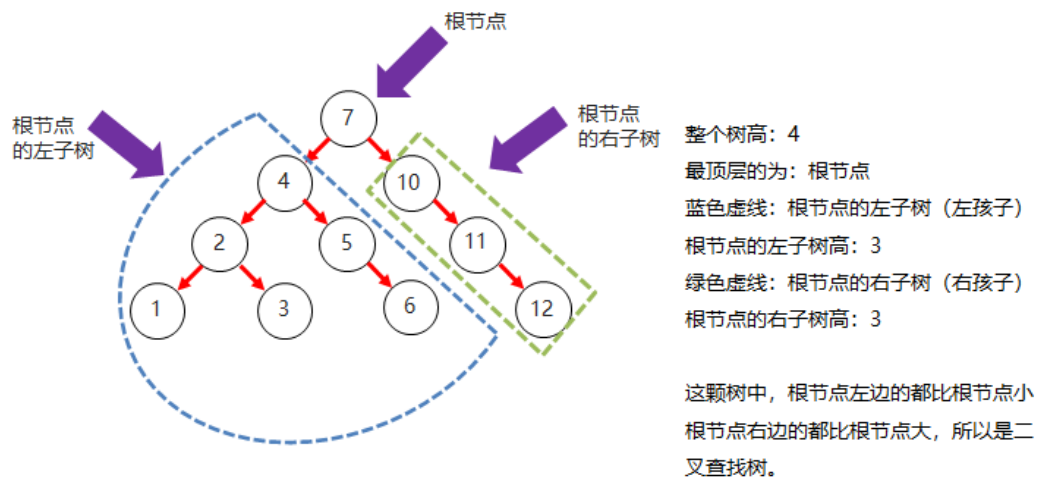 根节点
根节点
的左子树
根节点
的右子树
7
4
10
2
5
11
1
3
6
12
整个树高：4
最顶层的为：根节点
蓝色虚线：根节点的左子树（左孩子）
根节点的左子树高：3
绿色虚线：根节点的右子树（右孩子）
根节点的右子树高：3
这颗树中，根节点左边的都比根节点小
根节点右边的都比根节点大，所以是二
叉查找树。